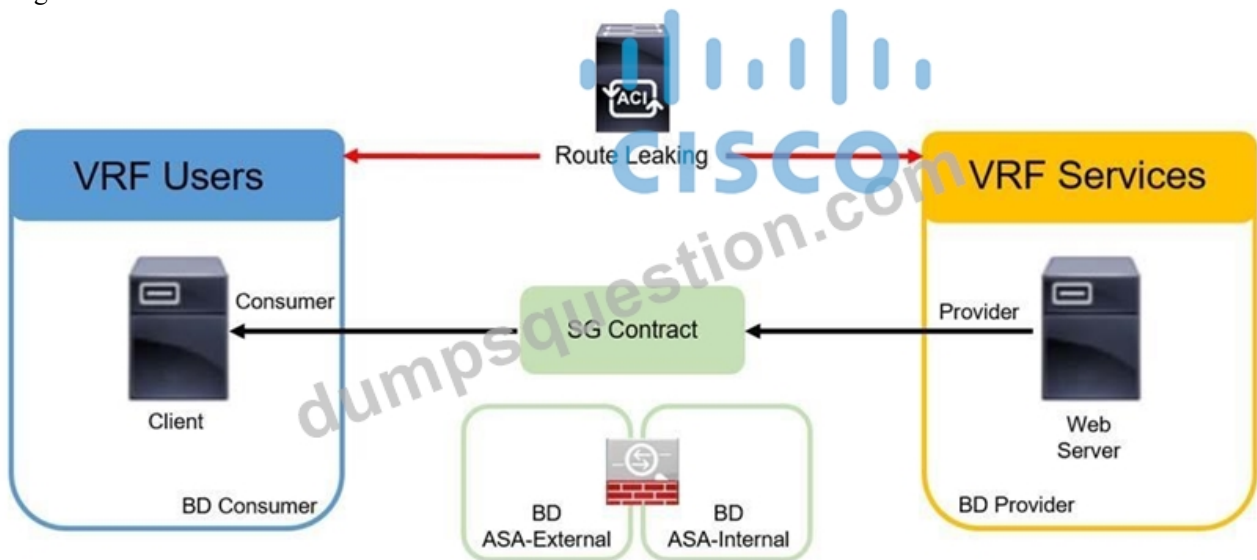 ACI
Route Leaking
CISCO
VRF Users
VRF Services
Consumer
SG Contract
Provider
Client
Web
Server
BD Consumer
BD
ASA-External
BD
ASA-Internal
BD Provider
dumpsquestion.com